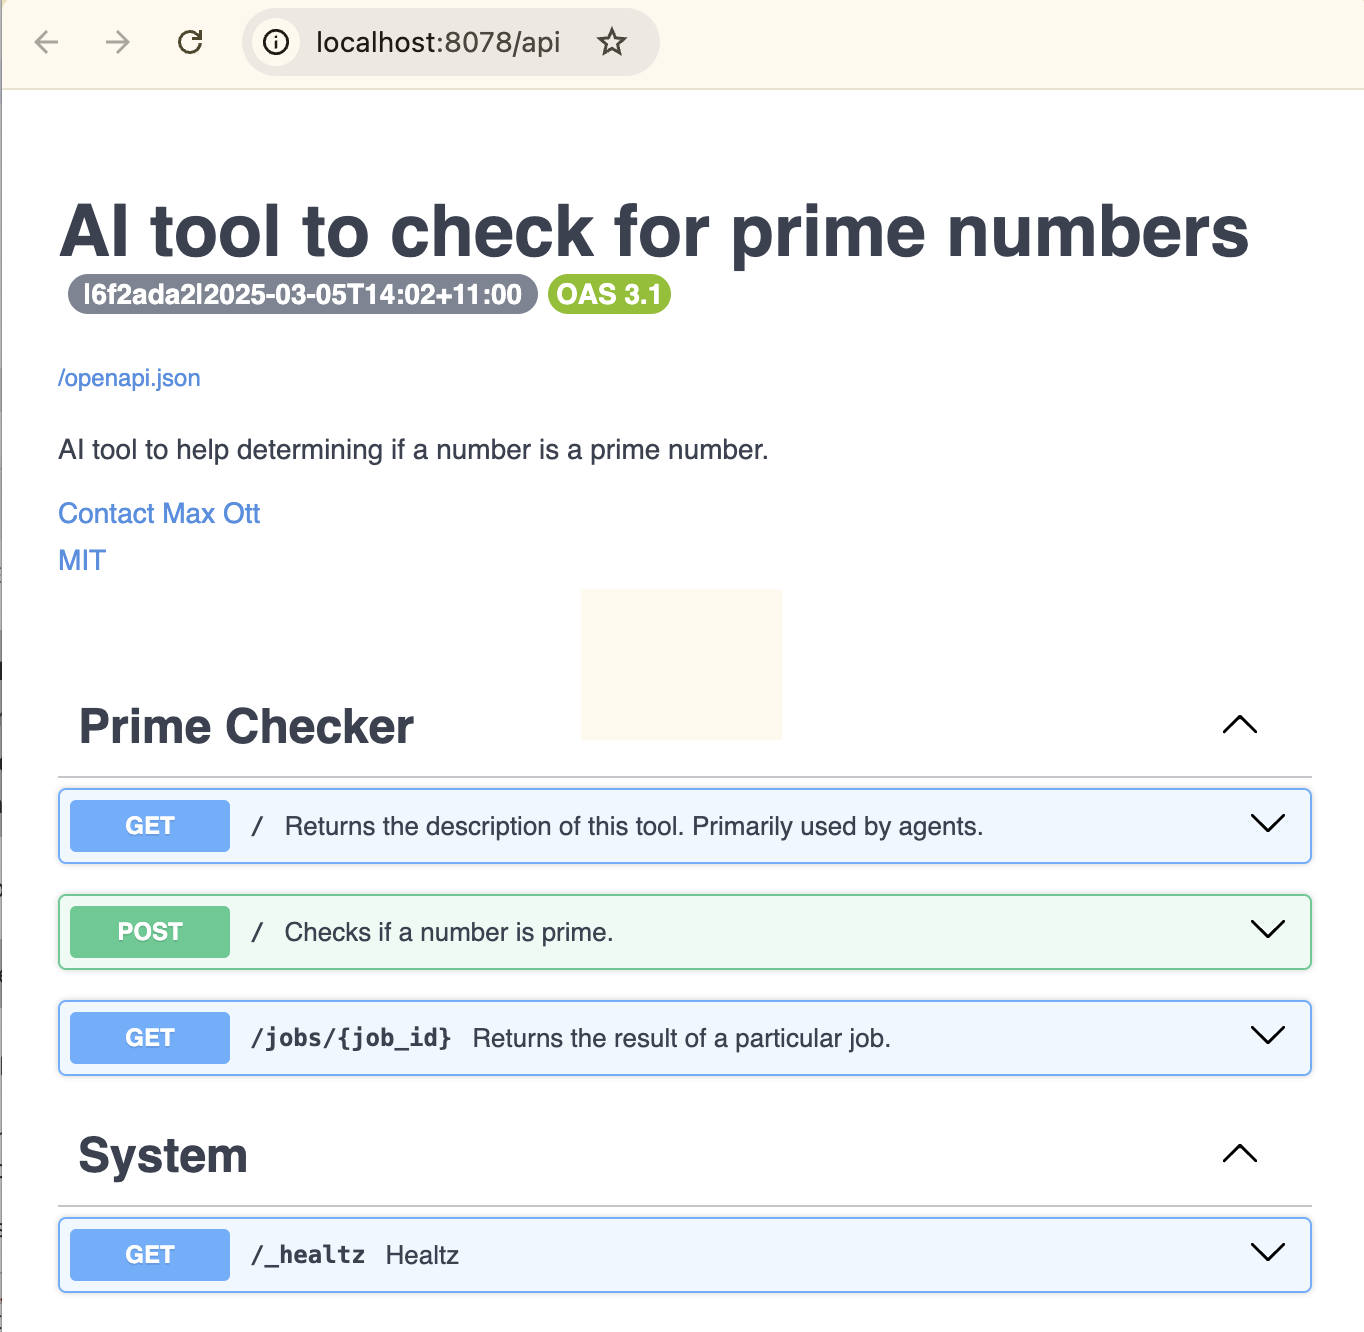 localhost:8078/api
AI tool to check for prime numbers
|6f2ada2|2025-03-05T14:02+11:00 OAS 3.1
/openapi.json
AI tool to help determining if a number is a prime number.
Contact Max Ott
MIT
Prime Checker
GET / Returns the description of this tool. Primarily used by agents.
POST / Checks if a number is prime.
GET /jobs/{job_id} Returns the result of a particular job.
System
GET /_healtz Healtz